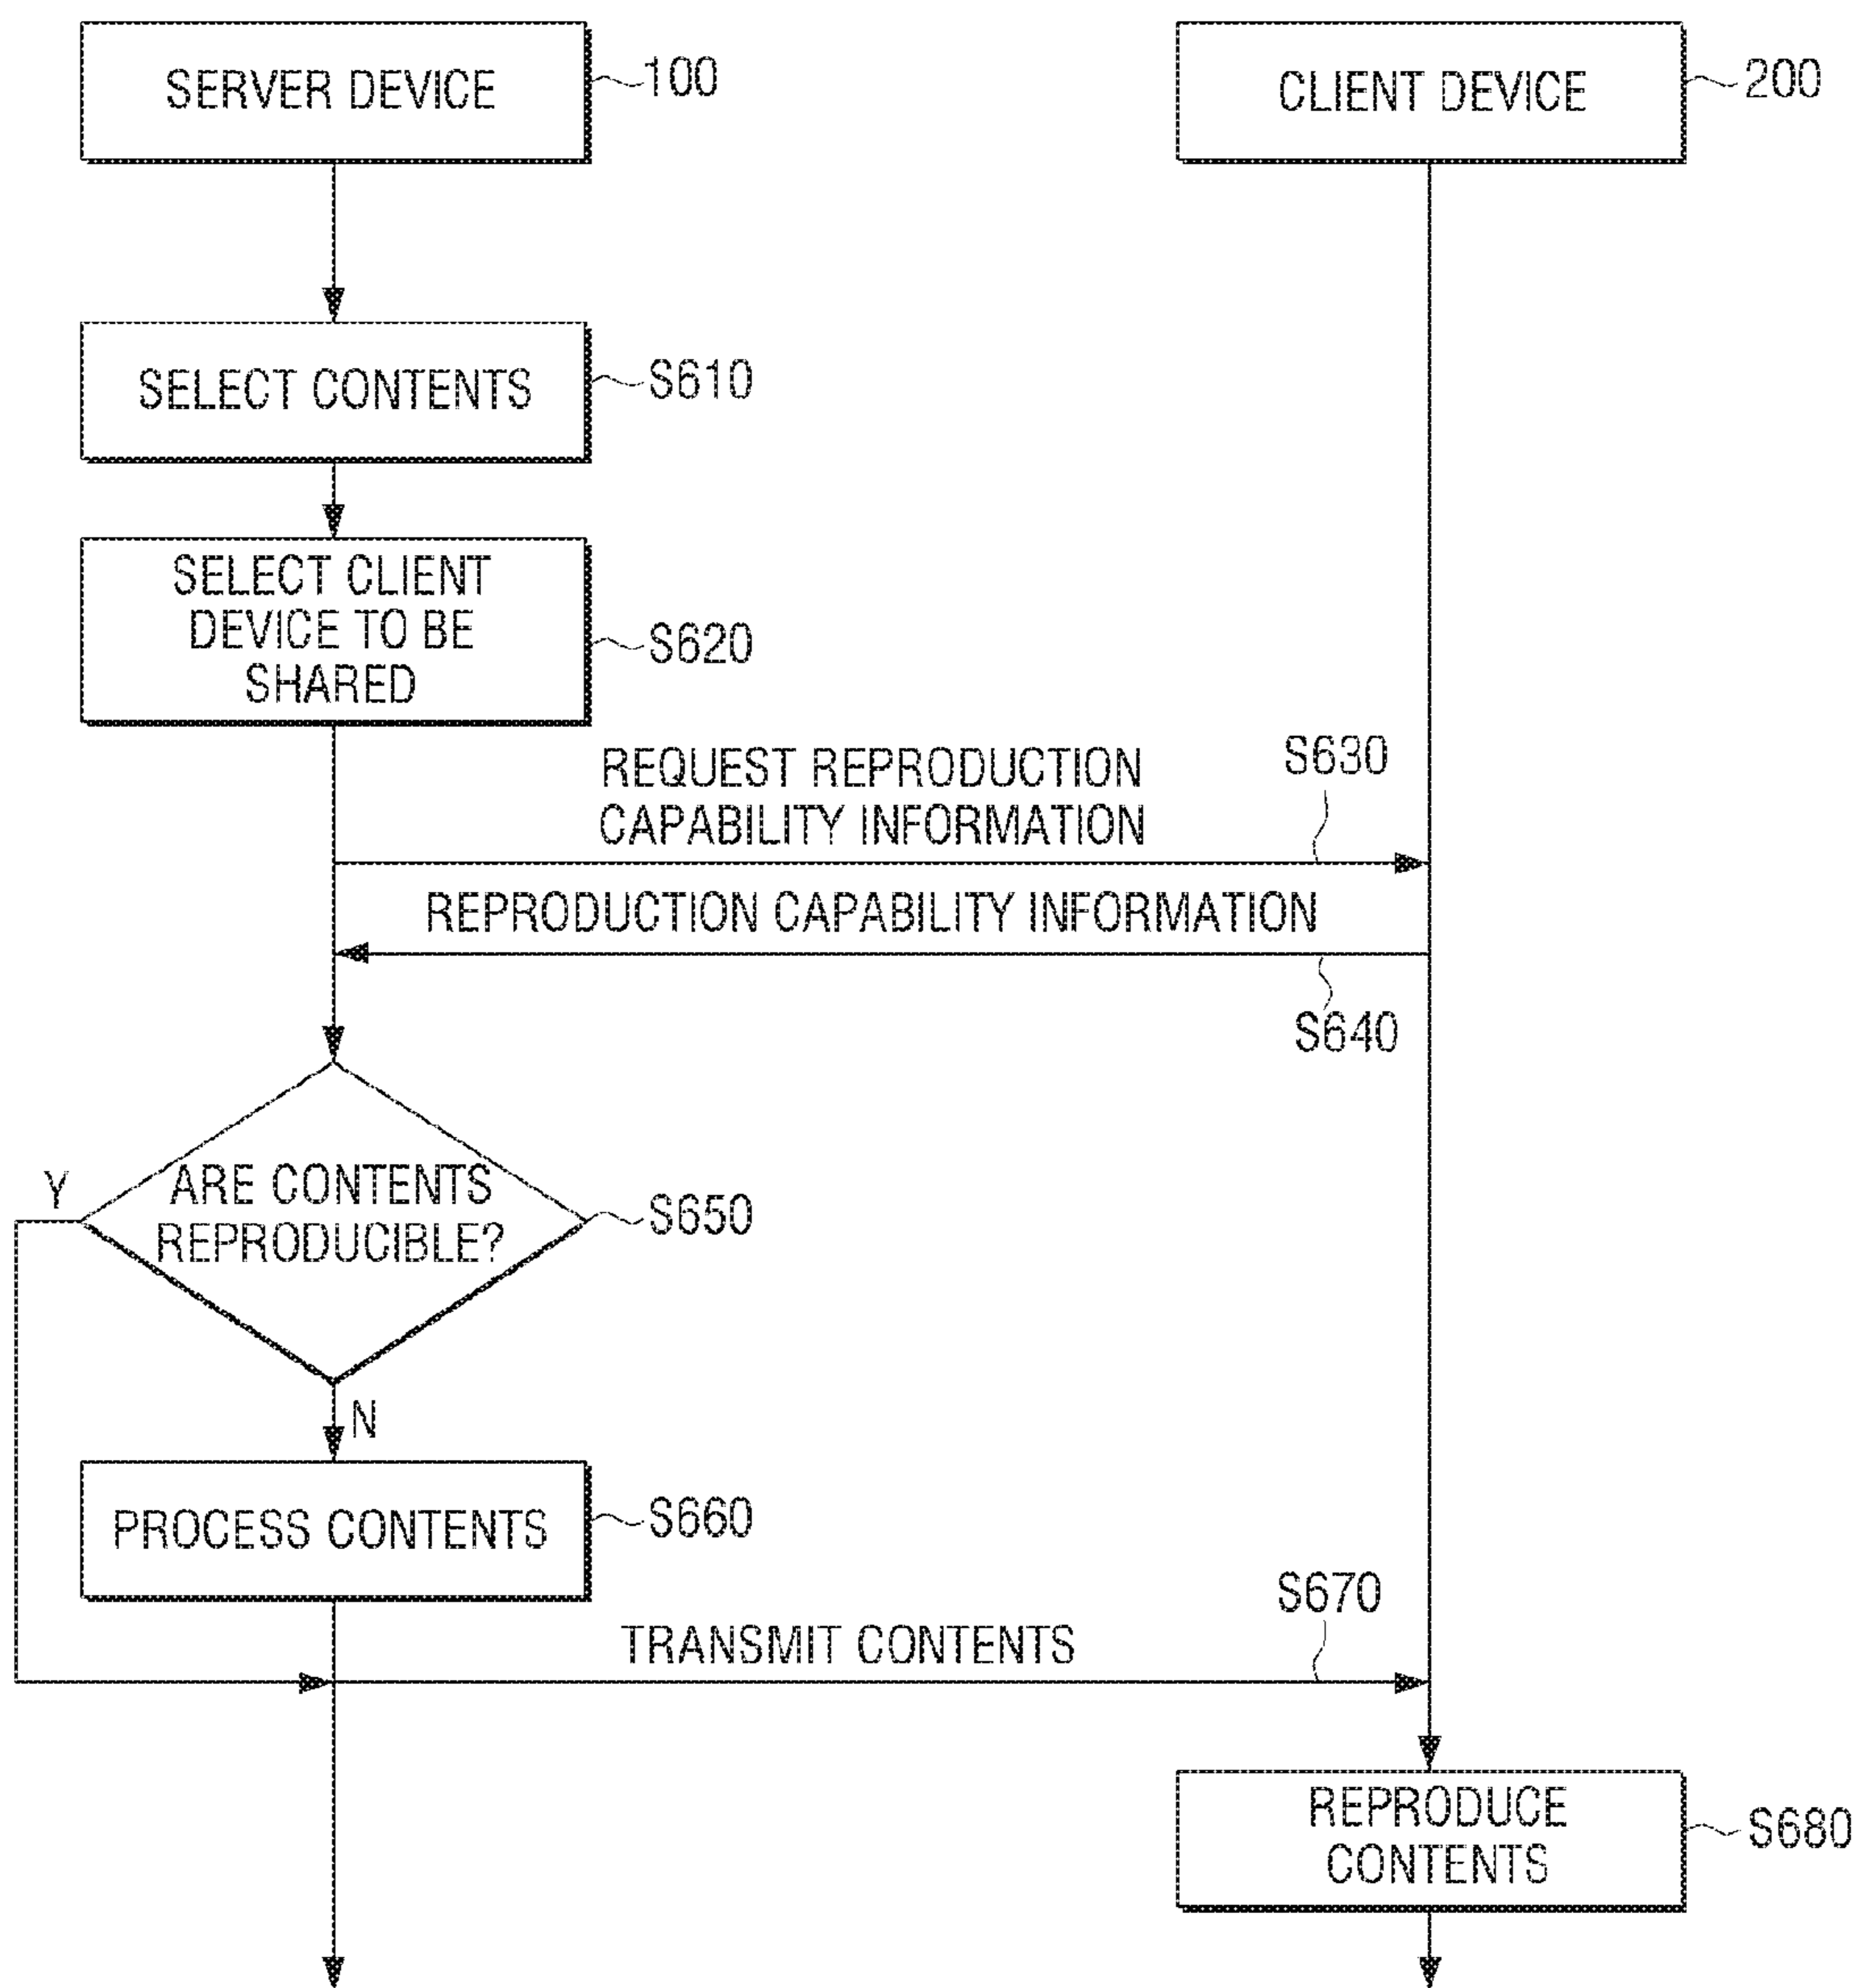 SERVER DEVICE
100
CLIENT DEVICE
200
SELECT CONTENTS
S610
SELECT CLIENT
DEVICE TO BE
SHARED
S620
REQUEST REPRODUCTION
CAPABILITY INFORMATION
S630
REPRODUCTION CAPABILITY INFORMATION
S640
ARE CONTENTS
REPRODUCIBLE?
Y
S650
N
PROCESS CONTENTS
S660
TRANSMIT CONTENTS
S670
REPRODUCE
CONTENTS
S680